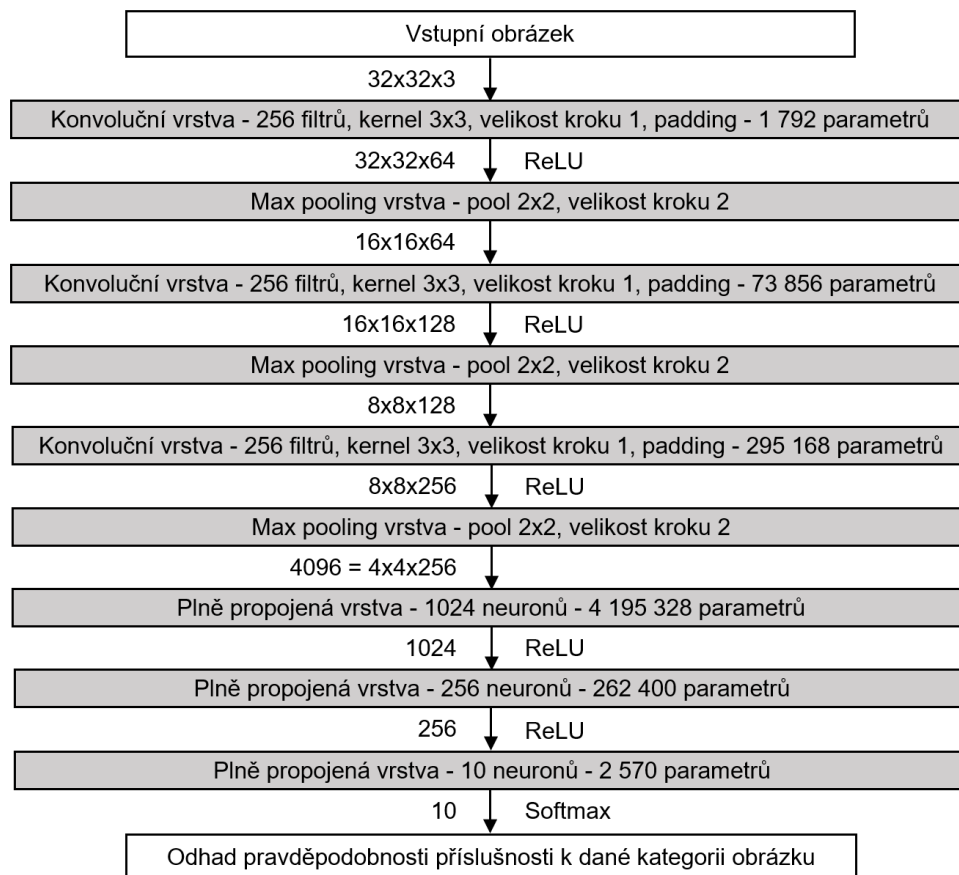 Vstupní obrázek
32x32x3
Konvoluční vrstva - 256 filtrů, kernel 3x3, velikost kroku 1, padding - 1 792 parametrů
32x32x64 ReLU
Max pooling vrstva - pool 2x2, velikost kroku 2
16x16x64
Konvoluční vrstva - 256 filtrů, kernel 3x3, velikost kroku 1, padding - 73 856 parametrů
16x16x128 ReLU
Max pooling vrstva - pool 2x2, velikost kroku 2
8x8x128
Konvoluční vrstva - 256 filtrů, kernel 3x3, velikost kroku 1, padding - 295 168 parametrů
8x8x256 ReLU
Max pooling vrstva - pool 2x2, velikost kroku 2
4096 = 4x4x256
Plně propojená vrstva - 1024 neuronů - 4 195 328 parametrů
1024 ReLU
Plně propojená vrstva - 256 neuronů - 262 400 parametrů
256 ReLU
Plně propojená vrstva - 10 neuronů - 2 570 parametrů
10 Softmax
Odhad pravděpodobnosti příslušnosti k dané kategorii obrázku